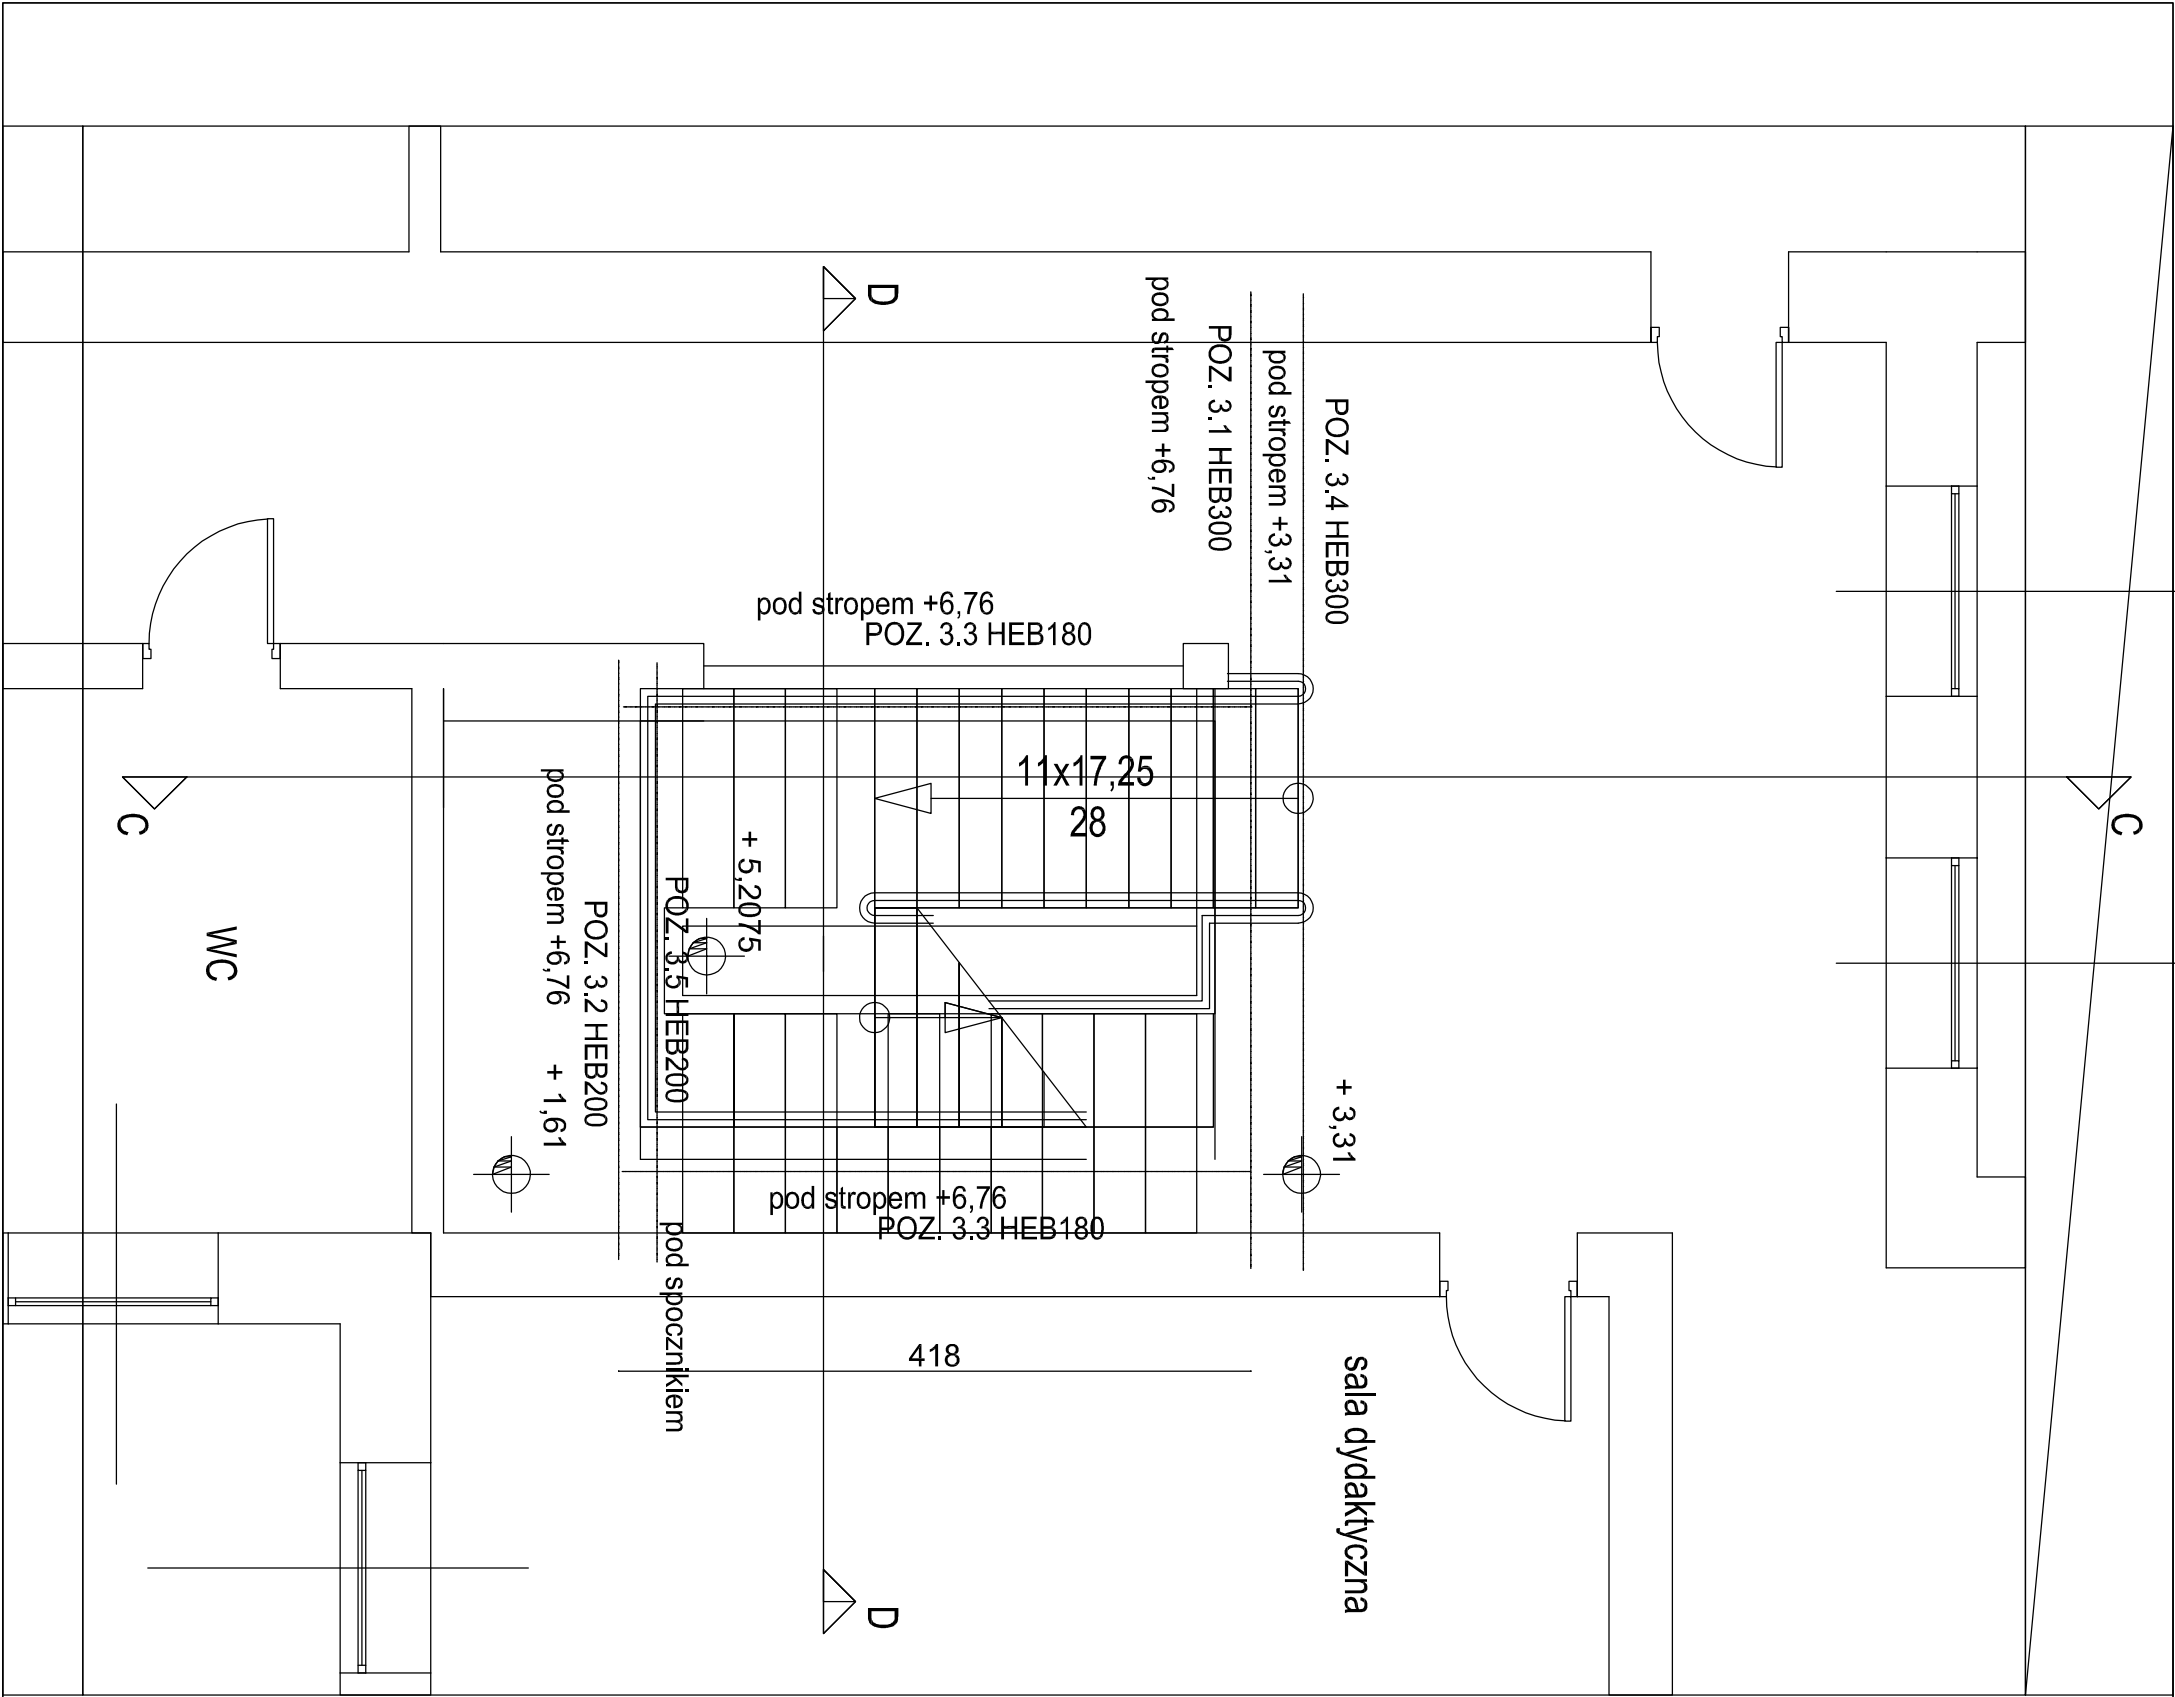 D
pod stropem +6,76
POZ. 3.1 HEB300
pod stropem +3,31
POZ. 3.4 HEB300
pod stropem +6,76
POZ. 3.3 HEB180
11x17,25
28
C
C
pod stropem +6,76
POZ. 3.2 HEB200
POZ. 3.5 HEB200
+ 5,2075
WC
+ 1,61
+ 3,31
pod stropem +6,76
POZ. 3.3 HEB180
pod spocznikiem
418
sala dydaktyczna
D